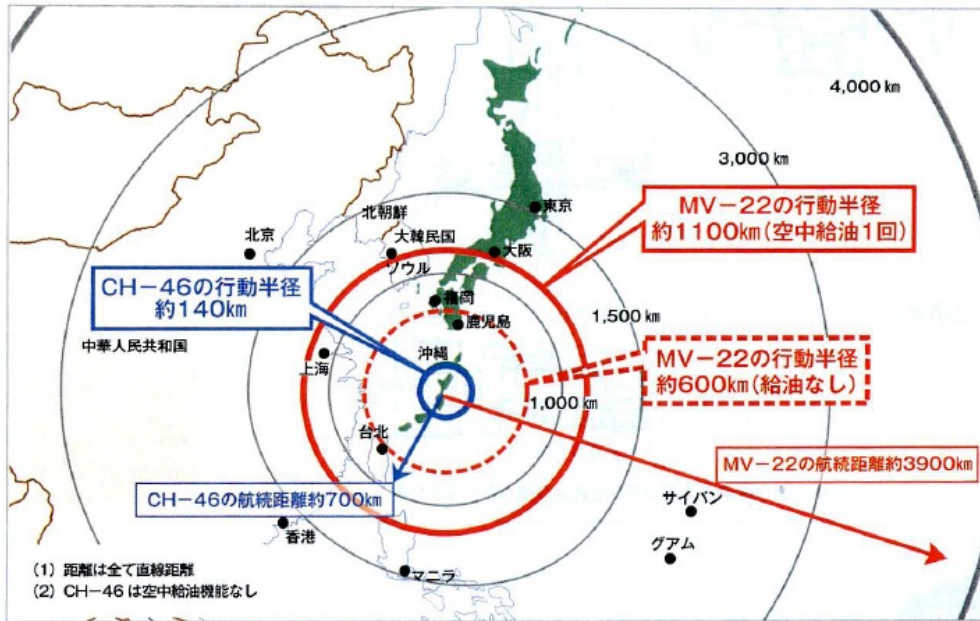 4,000 km
3,000 km
東京
北朝鮮
大韓民国
北京
大阪
ソウル
MV−22の行動半径
約1100km(空中給油1回)
CH−46の行動半径
約140km
福岡
鹿児島
1,500 km
中華人民共和国
上海
沖縄
MV−22の行動半径
約600km(給油なし)
1,000 km
台北
MV−22の航続距離約3900km
CH−46の航続距離約700km
サイパン
香港
グアム
マニラ
(1) 距離は全て直線距離
(2) CH−46は空中給油機能なし